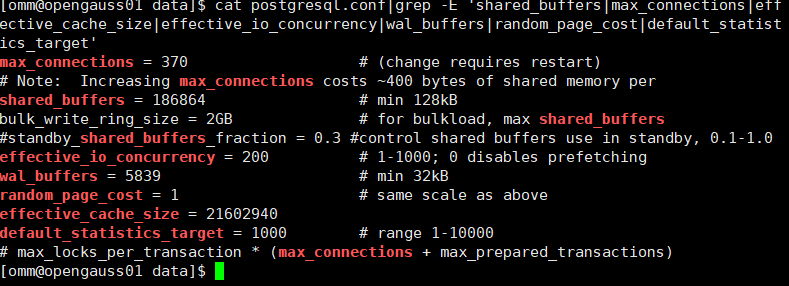 [omm@opengauss01 data]$ cat postgresql.conf|grep -E 'shared_buffers|max_connections|eff
ective_cache_size|effective_io_concurrency|wal_buffers|random_page_cost|default_statist
ics_target'
max_connections = 370                   # (change requires restart)
# Note:  Increasing max_connections costs ~400 bytes of shared memory per
shared_buffers = 186864                 # min 128kB
bulk_write_ring_size = 2GB              # for bulkload, max shared_buffers
#standby_shared_buffers_fraction = 0.3 #control shared buffers use in standby, 0.1-1.0
effective_io_concurrency = 200          # 1-1000; 0 disables prefetching
wal_buffers = 5839                      # min 32kB
random_page_cost = 1                    # same scale as above
effective_cache_size = 21602940
default_statistics_target = 1000        # range 1-10000
# max_locks_per_transaction * (max_connections + max_prepared_transactions)
[omm@opengauss01 data]$